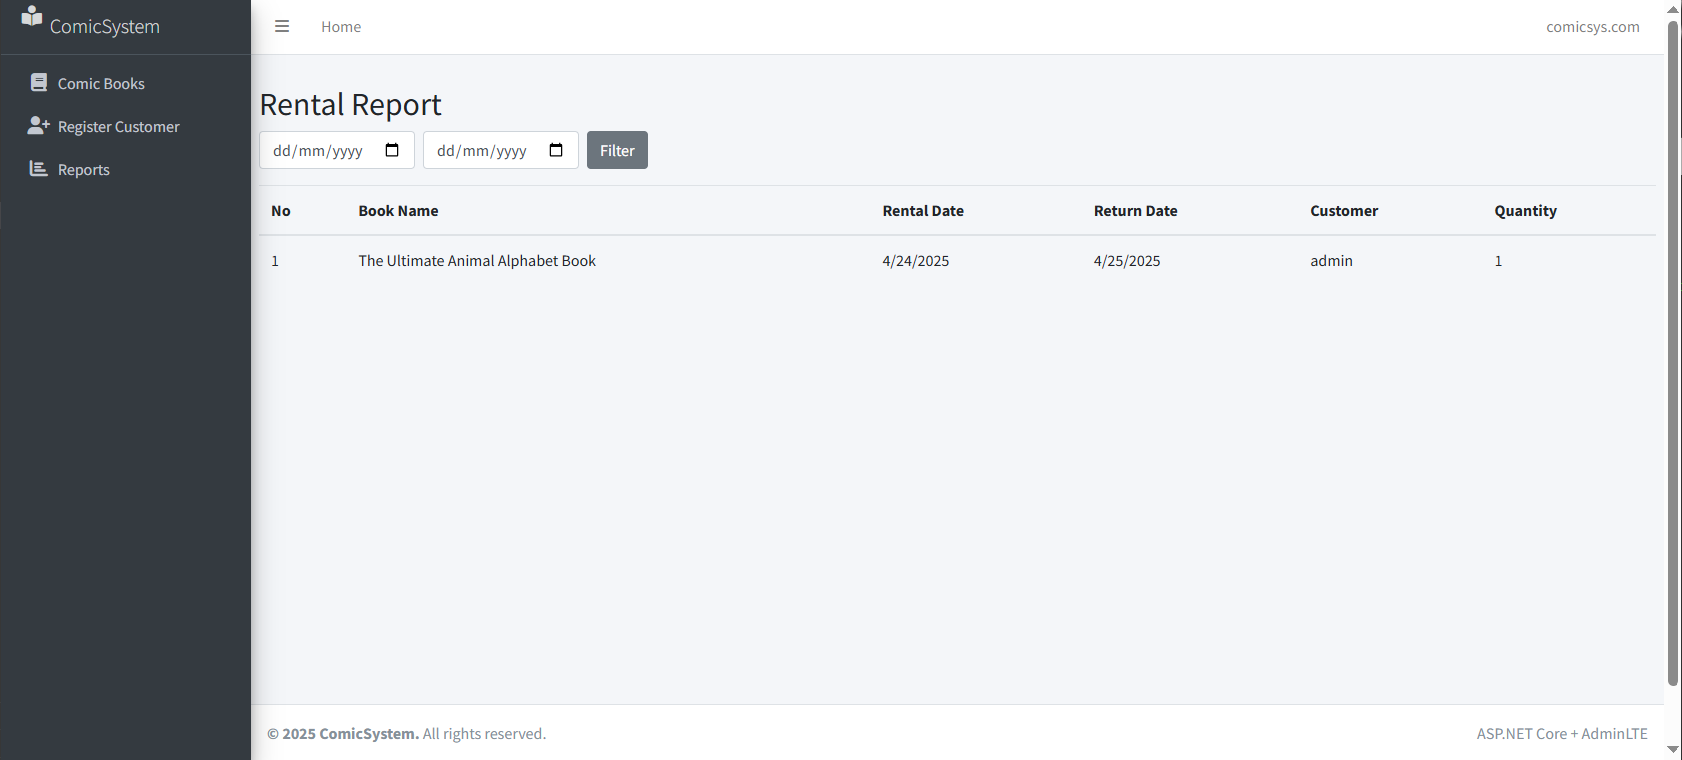 ComicSystem
Home
comicsys.com
Comic Books
Register Customer
Reports
Rental Report
dd/mm/yyyy dd/mm/yyyy Filter
No Book Name Rental Date Return Date Customer Quantity
1 The Ultimate Animal Alphabet Book 4/24/2025 4/25/2025 admin 1
© 2025 ComicSystem. All rights reserved.
ASP.NET Core + AdminLTE